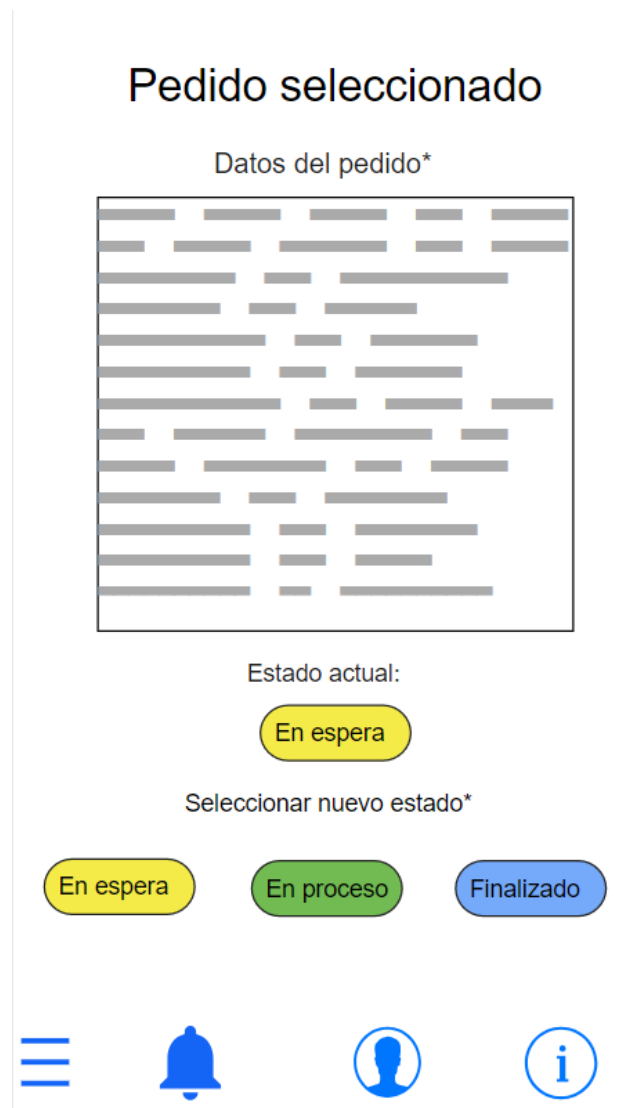 Pedido seleccionado
Datos del pedido*
Estado actual:
En espera
Seleccionar nuevo estado*
En espera En proceso Finalizado
i